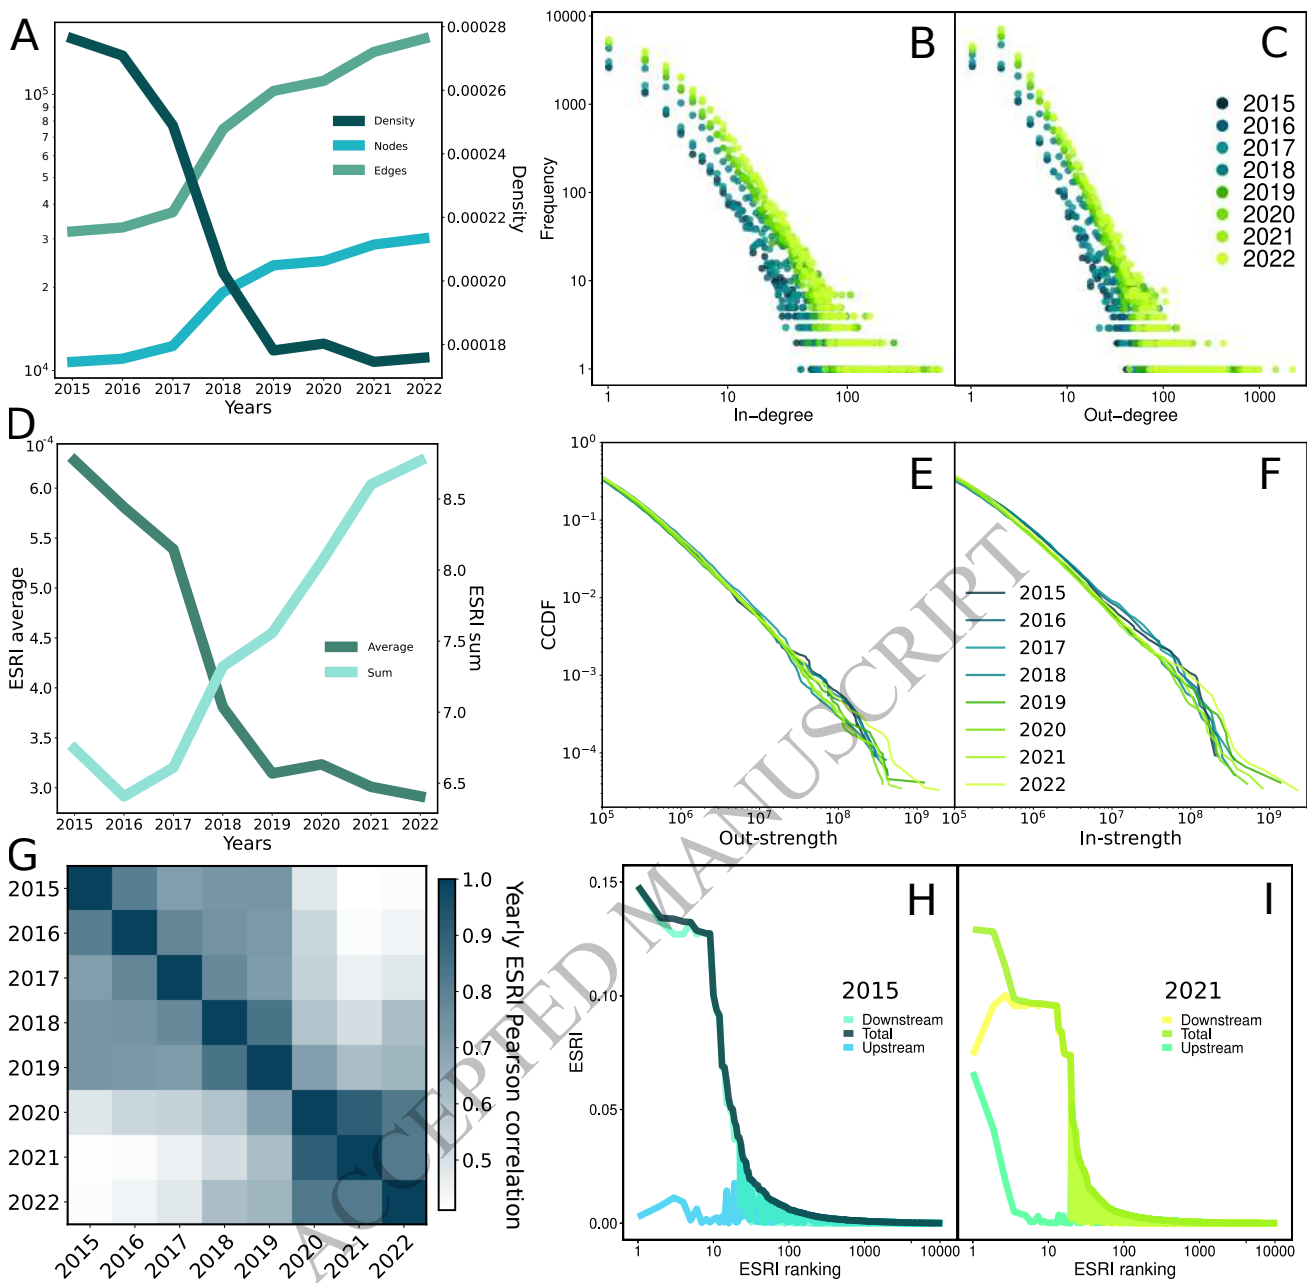 A
10^5
9
8
7
6
5
4
3
2
10^4
0.00028
0.00026
0.00024
0.00022
0.00020
0.00018
Density
Density
Nodes
Edges
2015 2016 2017 2018 2019 2020 2021 2022
Years
B
Frequency
10000
1000
100
10
1
1 10 100
In−degree
C
2015
2016
2017
2018
2019
2020
2021
2022
1 10 100 1000
Out−degree
D
10^-4
6.0
5.5
5.0
4.5
4.0
3.5
3.0
ESRI average
8.5
8.0
7.5
7.0
6.5
ESRI sum
Average
Sum
2015 2016 2017 2018 2019 2020 2021 2022
Years
E
CCDF
10^0
10^-1
10^-2
10^-3
10^-4
10^5 10^6 10^7 10^8 10^9
Out-strength
F
2015
2016
2017
2018
2019
2020
2021
2022
10^5 10^6 10^7 10^8 10^9
In-strength
G
2015
2016
2017
2018
2019
2020
2021
2022
2015 2016 2017 2018 2019 2020 2021 2022
1.0
0.9
0.8
0.7
0.6
0.5
Yearly ESRI Pearson correlation
H
ESRI
0.15
0.10
0.05
0.00
2015
Downstream
Total
Upstream
1 10 100 1000 10000
ESRI ranking
I
2021
Downstream
Total
Upstream
1 10 100 1000 10000
ESRI ranking
ACCEPTED MANUSCRIPT